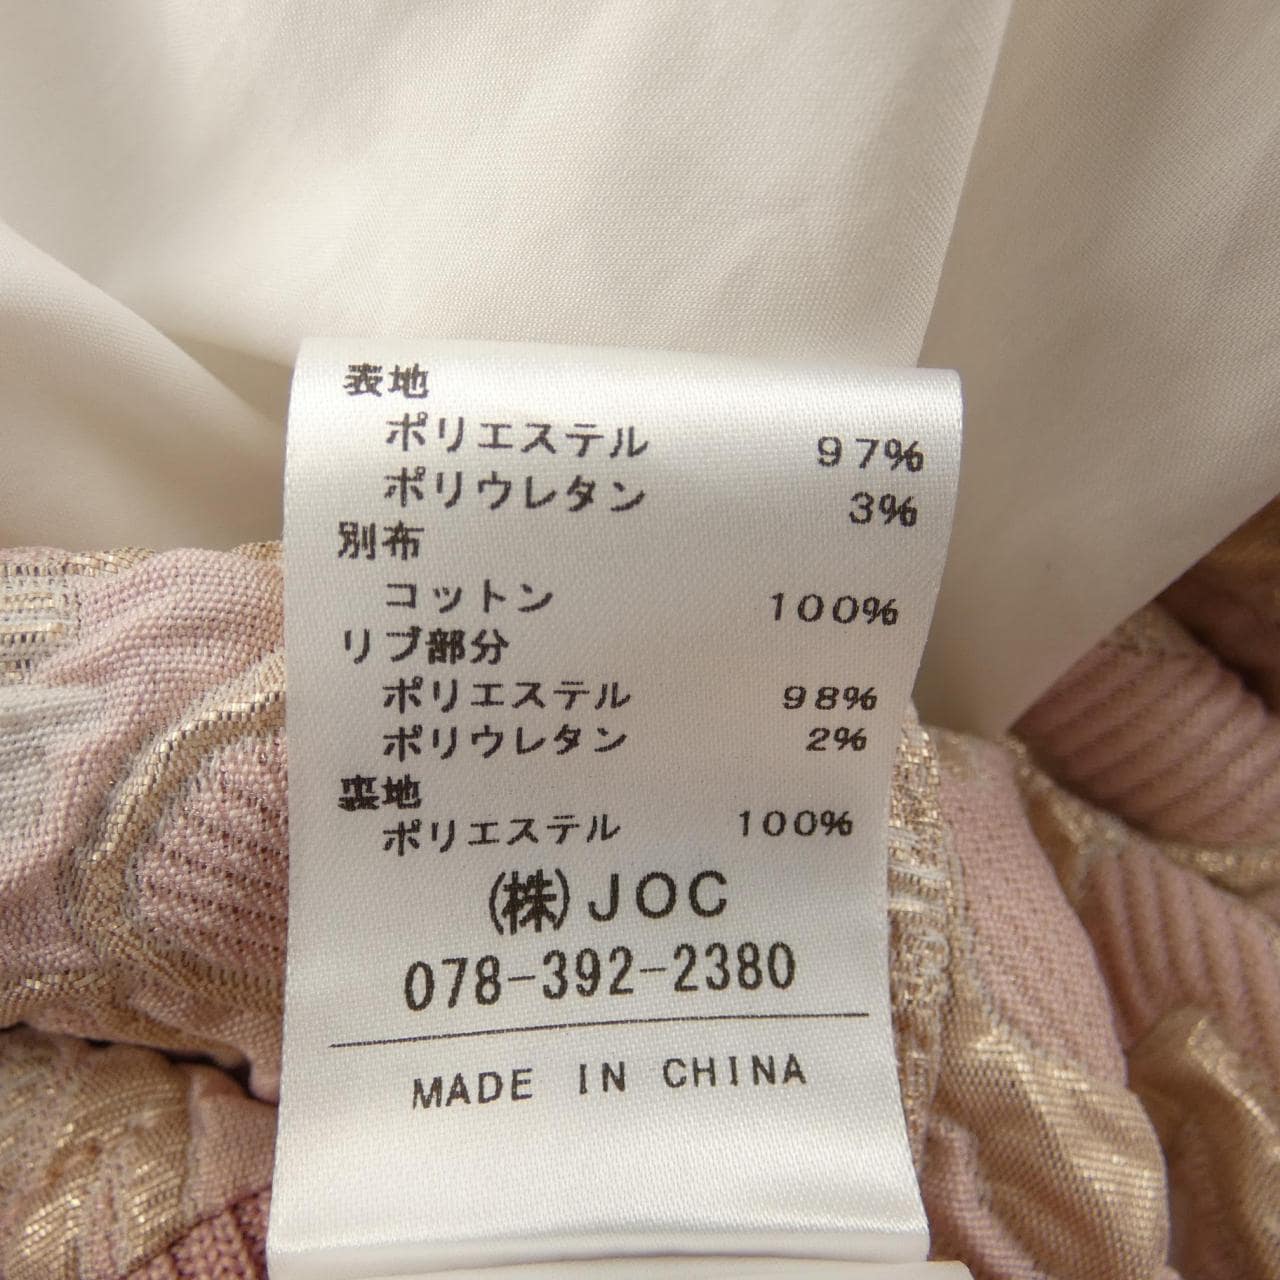 表地
ポリエステル 97%
ポリウレタン 3%
別布
コットン 100%
リブ部分
ポリエステル 98%
ポリウレタン 2%
裏地
ポリエステル 100%
(株)JOC
078-392-2380
MADE IN CHINA